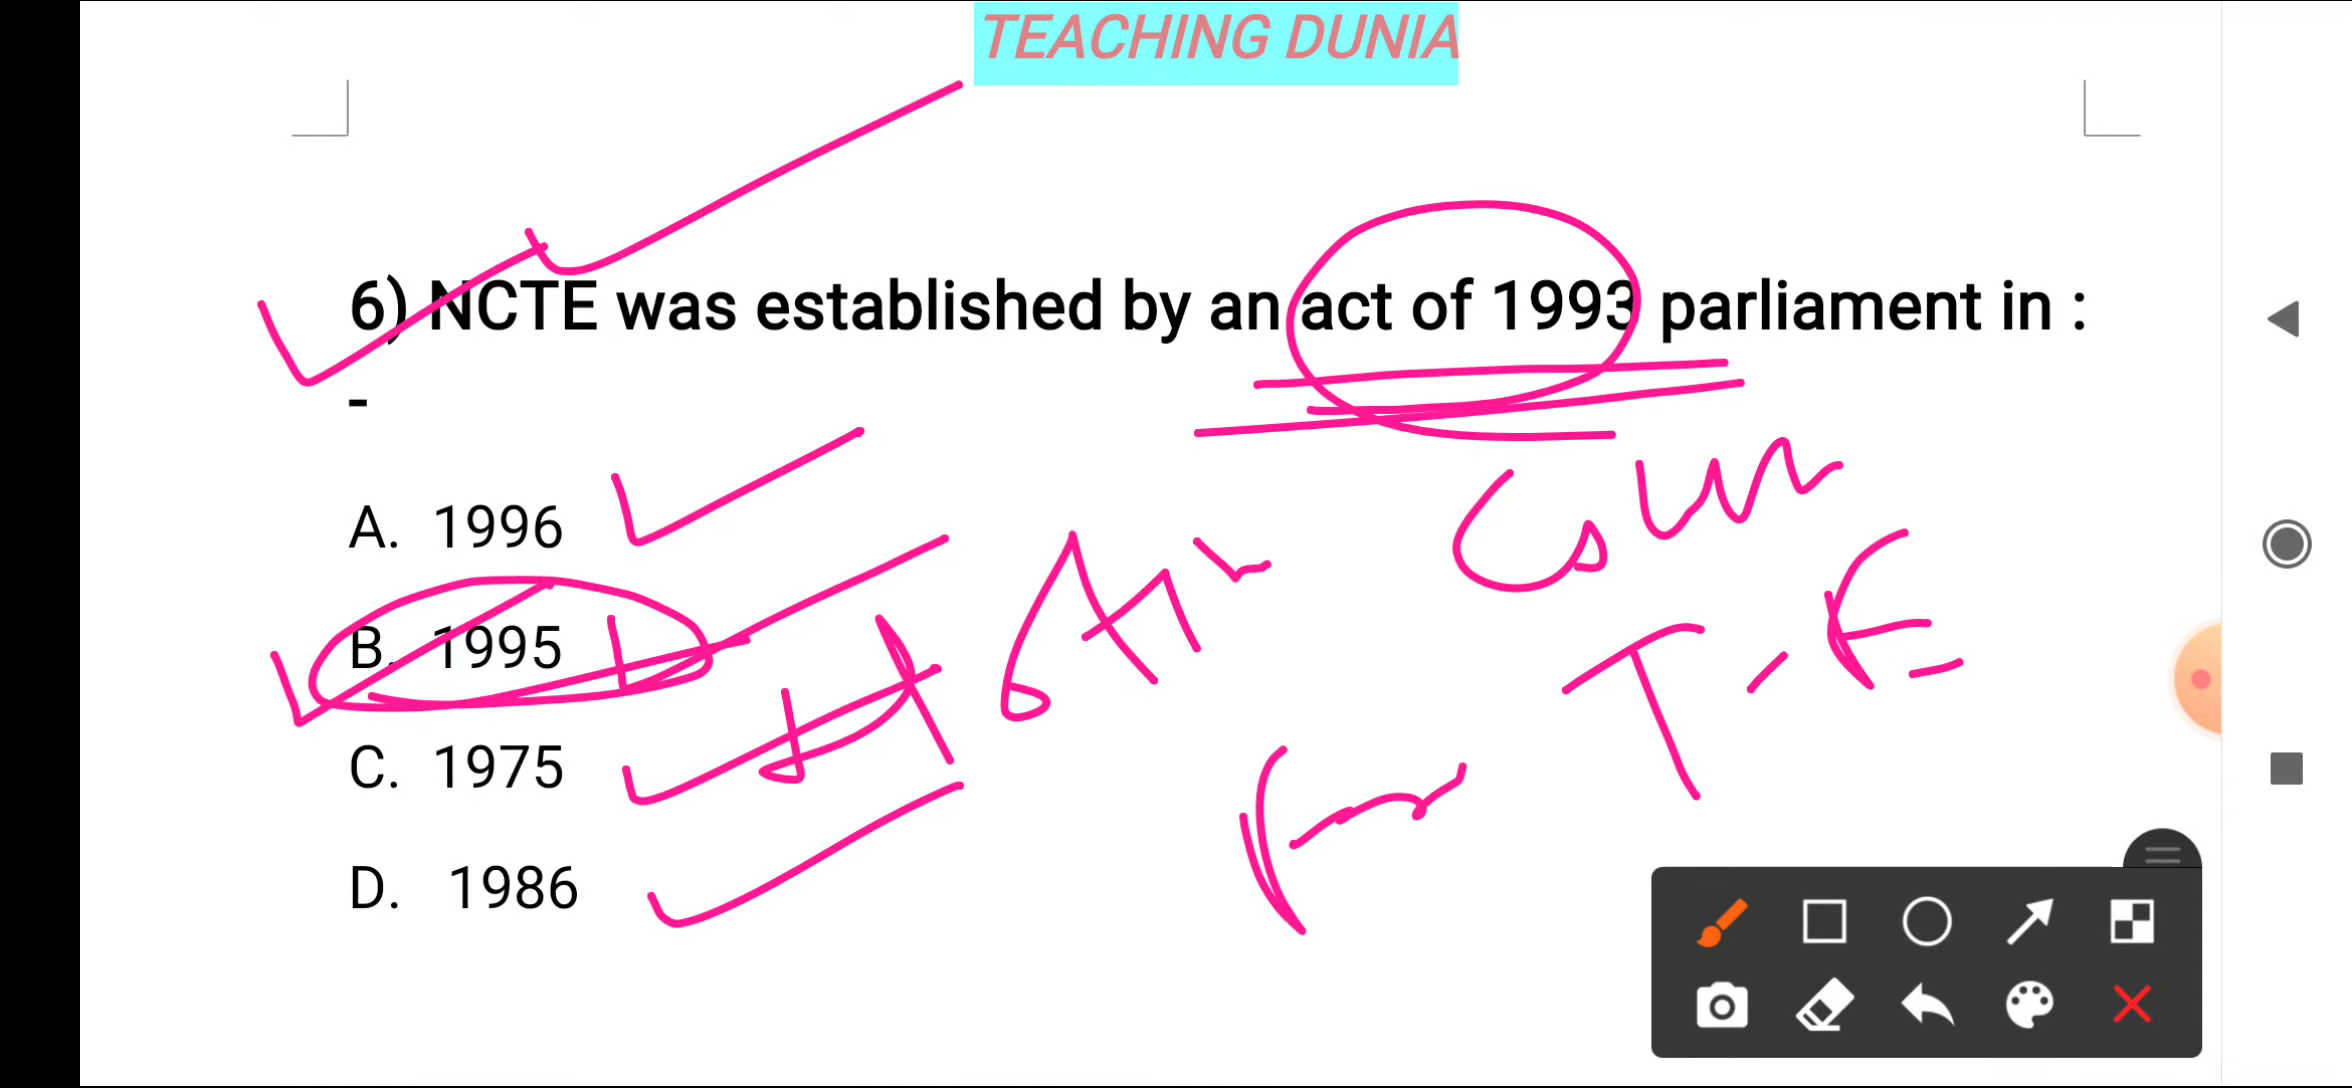 TEACHING DUNIA
6) NCTE was established by an act of 1993 parliament in :
-
A. 1996
B. 1995
C. 1975
D. 1986